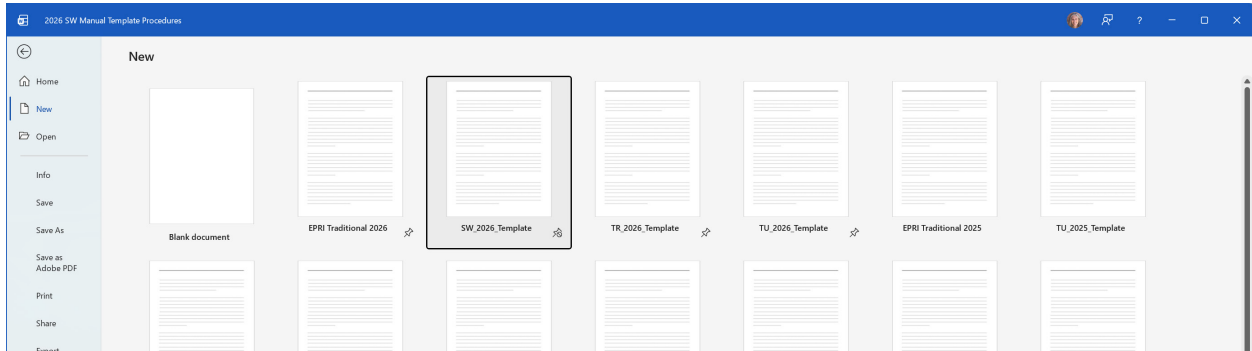 2026 SW Manual Template Procedures
?
New
Home
New
Open
Info
Save
Save As
Save as
Adobe PDF
Print
Share
Export
Blank document
EPRI Traditional 2026
SW_2026_Template
TR_2026_Template
TU_2026_Template
EPRI Traditional 2025
TU_2025_Template